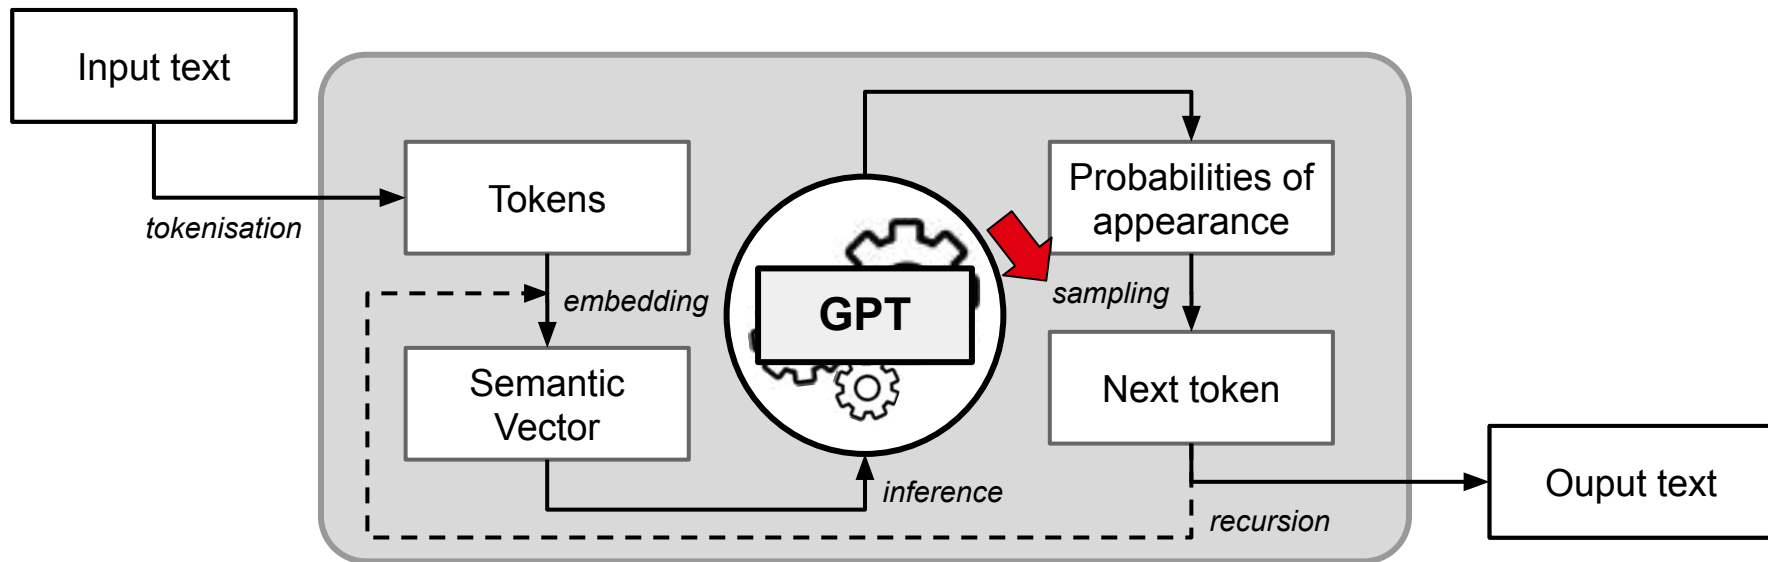 Input text
tokenisation
Tokens
embedding
Semantic
Vector
inference
GPT
Probabilities of
appearance
sampling
Next token
recursion
Ouput text